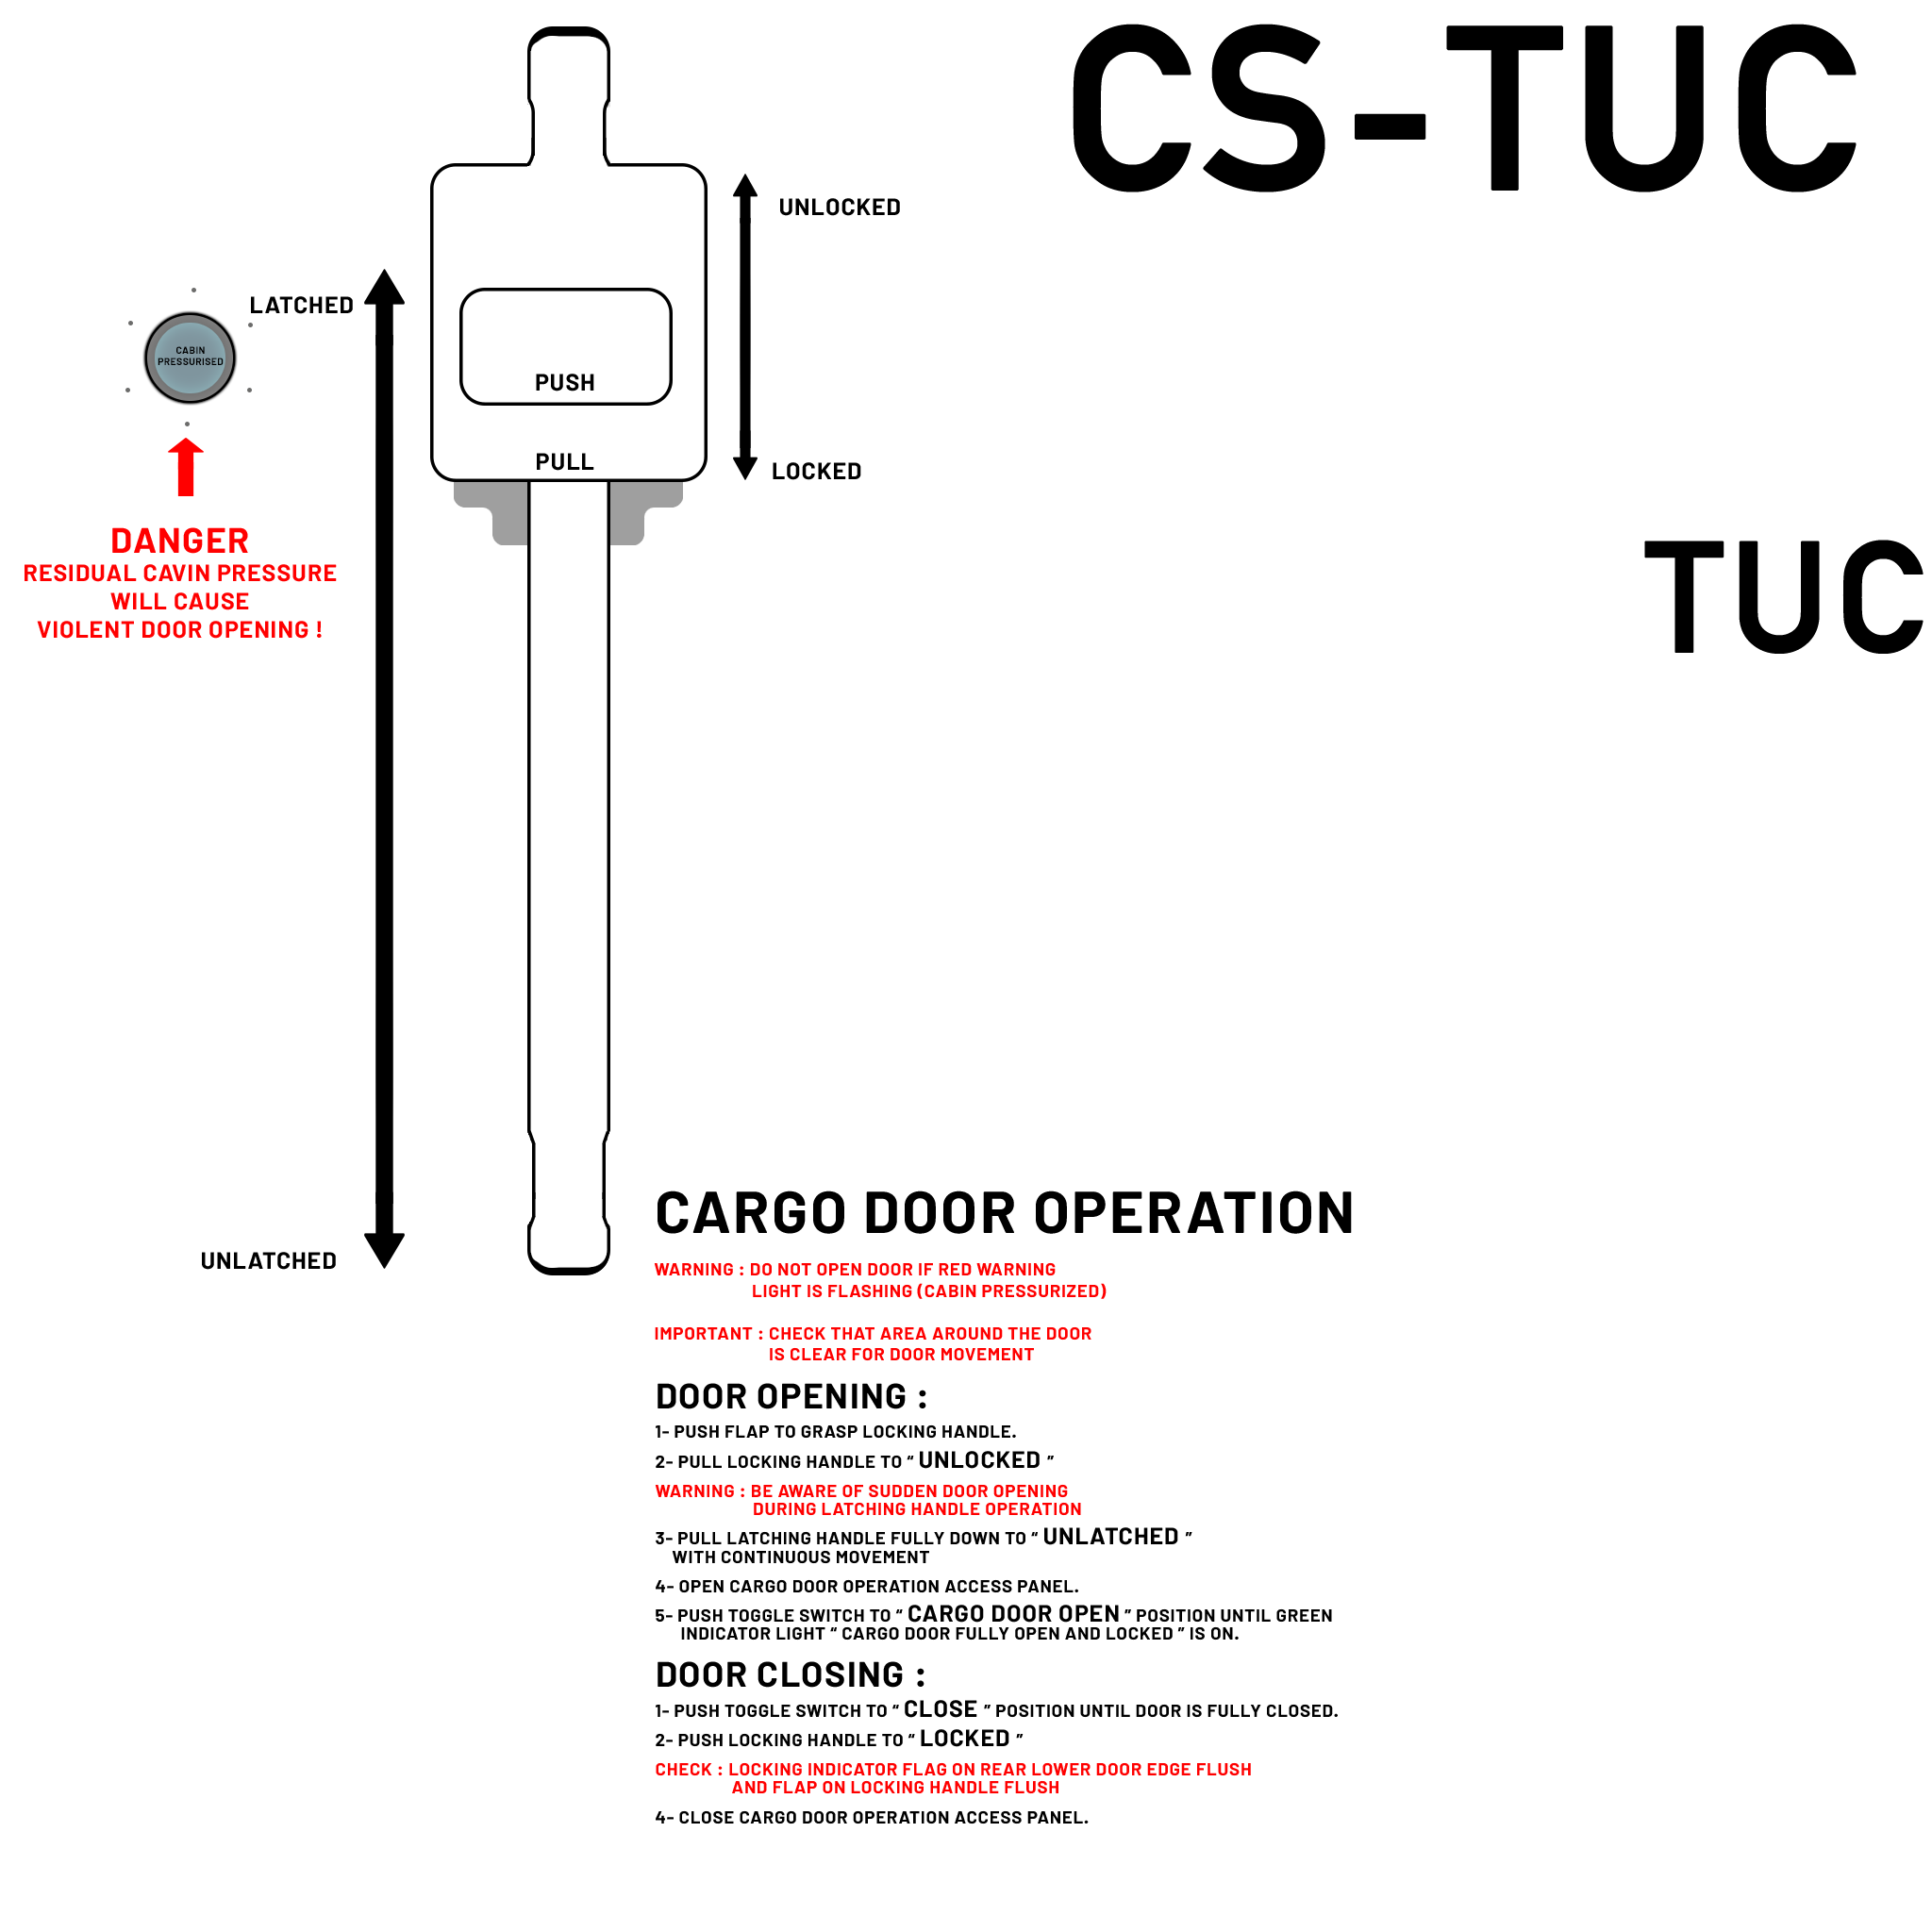 CS-TUC
UNLOCKED
LATCHED
CABIN
PRESSURISED
PUSH
PULL
LOCKED
DANGER
RESIDUAL CAVIN PRESSURE
WILL CAUSE
VIOLENT DOOR OPENING !
TUC
UNLATCHED
CARGO DOOR OPERATION
WARNING : DO NOT OPEN DOOR IF RED WARNING
LIGHT IS FLASHING (CABIN PRESSURIZED)
IMPORTANT : CHECK THAT AREA AROUND THE DOOR
IS CLEAR FOR DOOR MOVEMENT
DOOR OPENING :
1- PUSH FLAP TO GRASP LOCKING HANDLE.
2- PULL LOCKING HANDLE TO “ UNLOCKED ”
WARNING : BE AWARE OF SUDDEN DOOR OPENING
DURING LATCHING HANDLE OPERATION
3- PULL LATCHING HANDLE FULLY DOWN TO “ UNLATCHED ”
WITH CONTINUOUS MOVEMENT
4- OPEN CARGO DOOR OPERATION ACCESS PANEL.
5- PUSH TOGGLE SWITCH TO “ CARGO DOOR OPEN ” POSITION UNTIL GREEN
INDICATOR LIGHT “ CARGO DOOR FULLY OPEN AND LOCKED ” IS ON.
DOOR CLOSING :
1- PUSH TOGGLE SWITCH TO “ CLOSE ” POSITION UNTIL DOOR IS FULLY CLOSED.
2- PUSH LOCKING HANDLE TO “ LOCKED ”
CHECK : LOCKING INDICATOR FLAG ON REAR LOWER DOOR EDGE FLUSH
AND FLAP ON LOCKING HANDLE FLUSH
4- CLOSE CARGO DOOR OPERATION ACCESS PANEL.